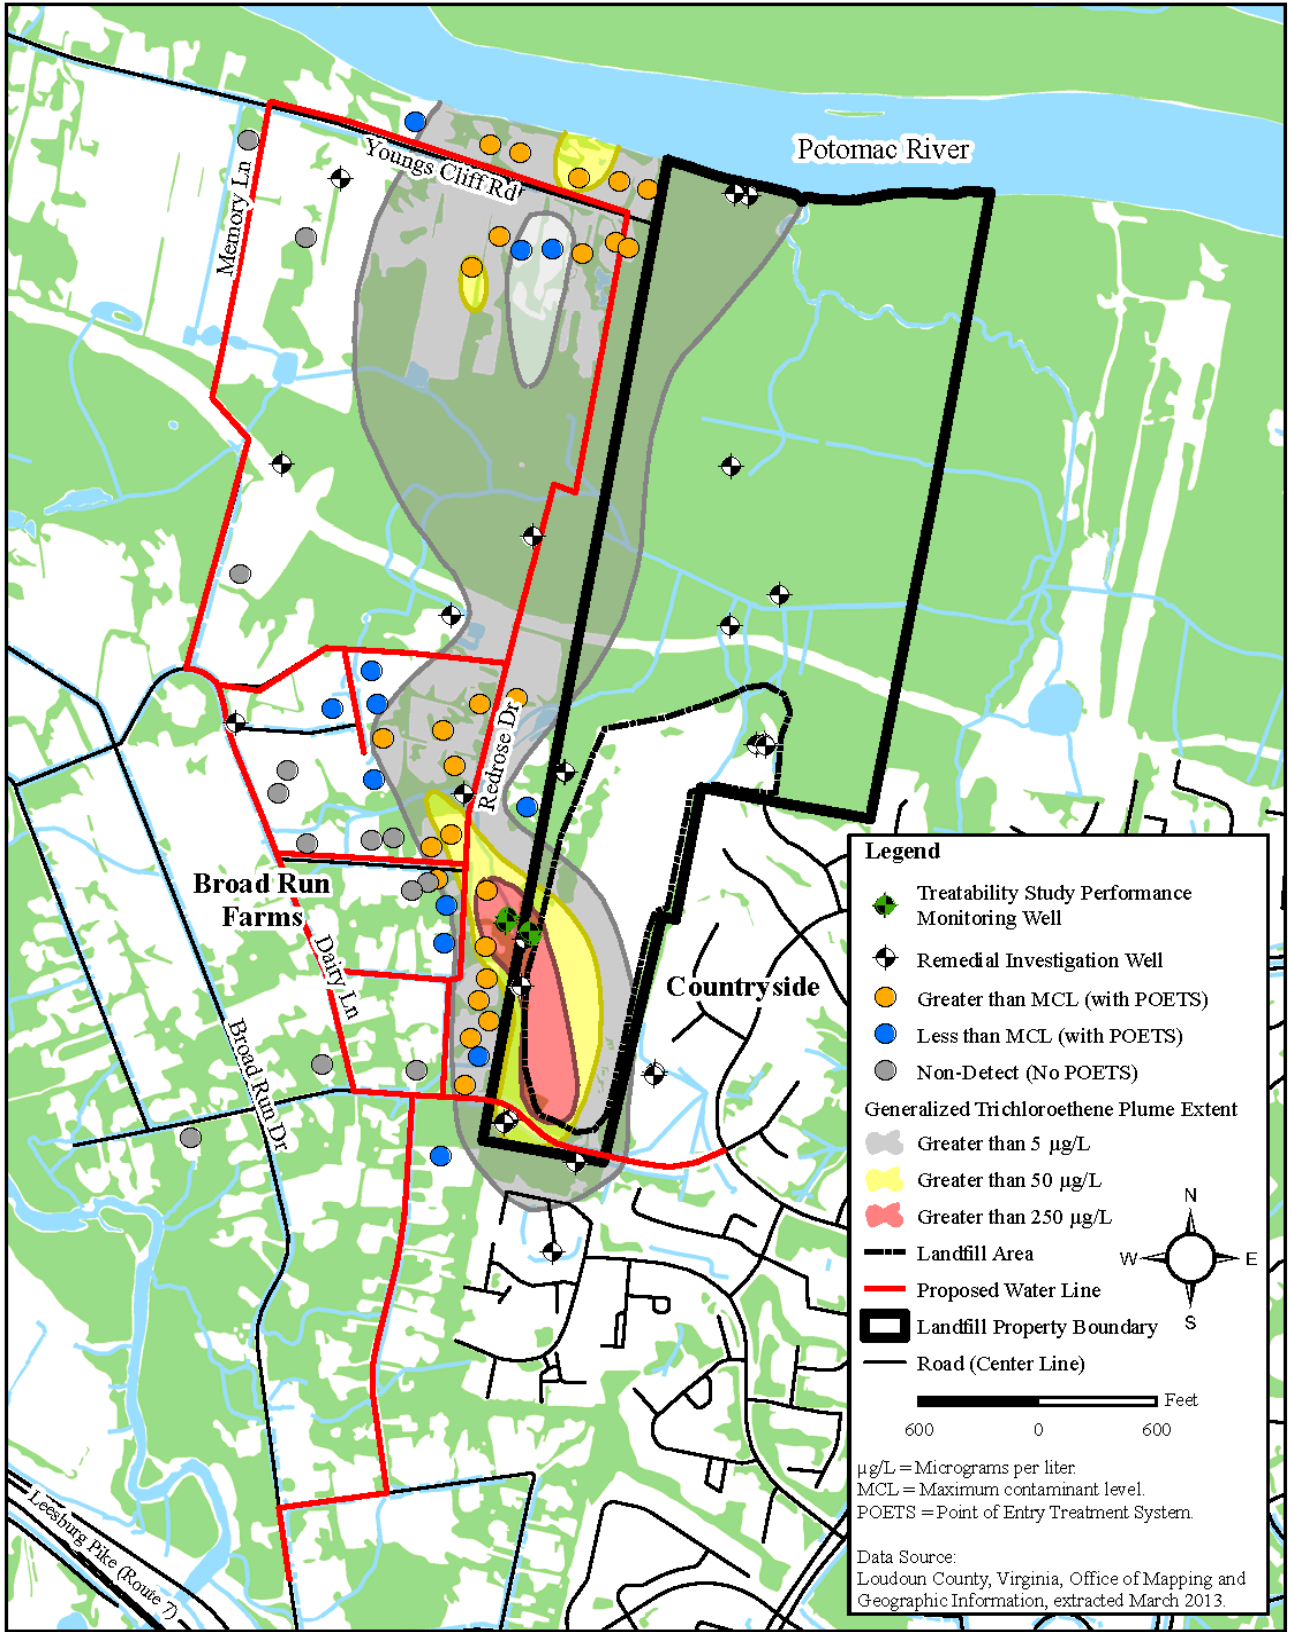 Potomac River
Youngs Cliff Rd
Memory Ln
Redrose Dr
Broad Run
Farms
Dairy Ln
Countryside
Broad Run Dr
Leesburg Pike (Route 7)
Legend
Treatability Study Performance
Monitoring Well
Remedial Investigation Well
Greater than MCL (with POETS)
Less than MCL (with POETS)
Non-Detect (No POETS)
Generalized Trichloroethene Plume Extent
Greater than 5 µg/L
Greater than 50 µg/L
Greater than 250 µg/L
Landfill Area
Proposed Water Line
Landfill Property Boundary
Road (Center Line)
N
W
E
S
Feet
600 0 600
µg/L = Micrograms per liter.
MCL = Maximum contaminant level.
POETS = Point of Entry Treatment System.
Data Source:
Loudoun County, Virginia, Office of Mapping and
Geographic Information, extracted March 2013.